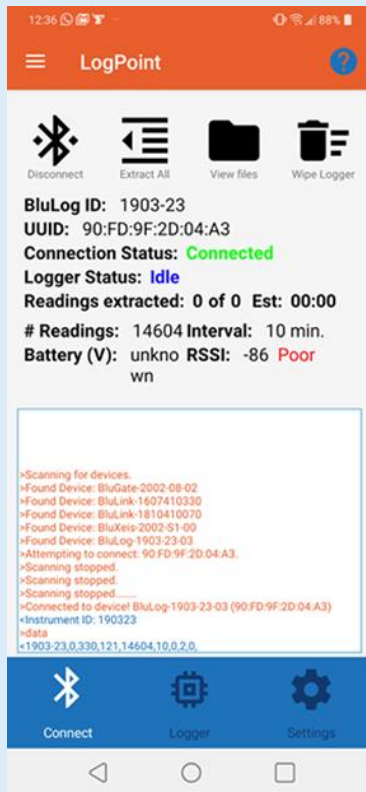 12:36 88%
LogPoint ?
Disconnect Extract All View files Wipe Logger
BluLog ID: 1903-23
UUID: 90:FD:9F:2D:04:A3
Connection Status: Connected
Logger Status: Idle
Readings extracted: 0 of 0 Est: 00:00
# Readings: 14604 Interval: 10 min.
Battery (V): unkno RSSI: -86 Poor
wn
>Scanning for devices.
>Found Device: BluGate-2002-08-02
>Found Device: BluLink-1607410330
>Found Device: BluLink-1810410070
>Found Device: BluXeis-2002-S1-00
>Found Device: BluLog-1903-23-03
>Attempting to connect: 90:FD:9F:2D:04:A3.
>Scanning stopped.
>Scanning stopped.
>Scanning stopped.......
>Connected to device! BluLog-1903-23-03 (90:FD:9F:2D:04:A3)
<Instrument ID: 190323
>data
<1903-23,0,330,121,14604,10,0,2,0,
Connect Logger Settings